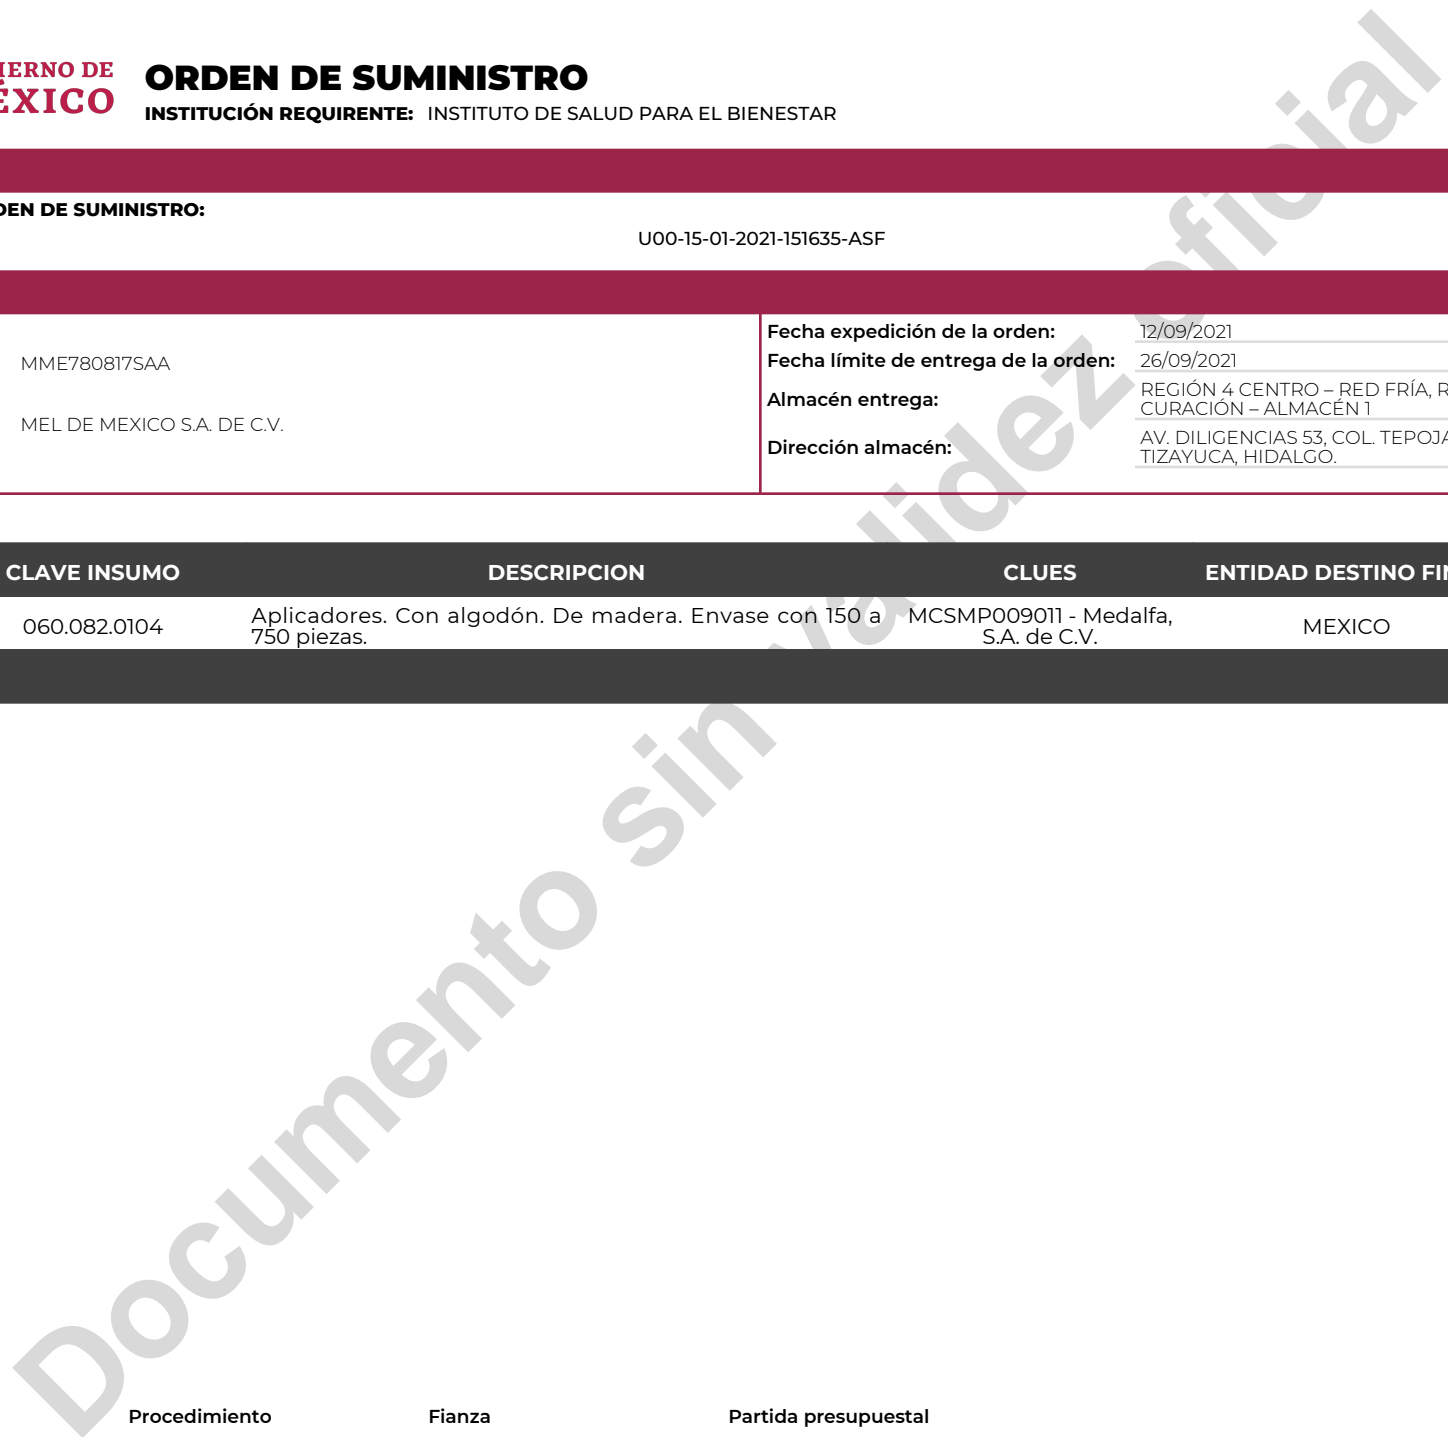 IERNO DE
ÉXICO
ORDEN DE SUMINISTRO
INSTITUCIÓN REQUIRENTE: INSTITUTO DE SALUD PARA EL BIENESTAR
DEN DE SUMINISTRO:
U00-15-01-2021-151635-ASF
MME780817SAA
MEL DE MEXICO S.A. DE C.V.
Fecha expedición de la orden: 12/09/2021
Fecha límite de entrega de la orden: 26/09/2021
Almacén entrega: REGIÓN 4 CENTRO – RED FRÍA, R
CURACIÓN – ALMACÉN 1
Dirección almacén: AV. DILIGENCIAS 53, COL. TEPOJA
TIZAYUCA, HIDALGO.
CLAVE INSUMO DESCRIPCION CLUES ENTIDAD DESTINO FIN
060.082.0104 Aplicadores. Con algodón. De madera. Envase con 150 a MCSMP009011 - Medalfa, MEXICO
750 piezas. S.A. de C.V.
Documento sin validez oficial
Procedimiento Fianza Partida presupuestal